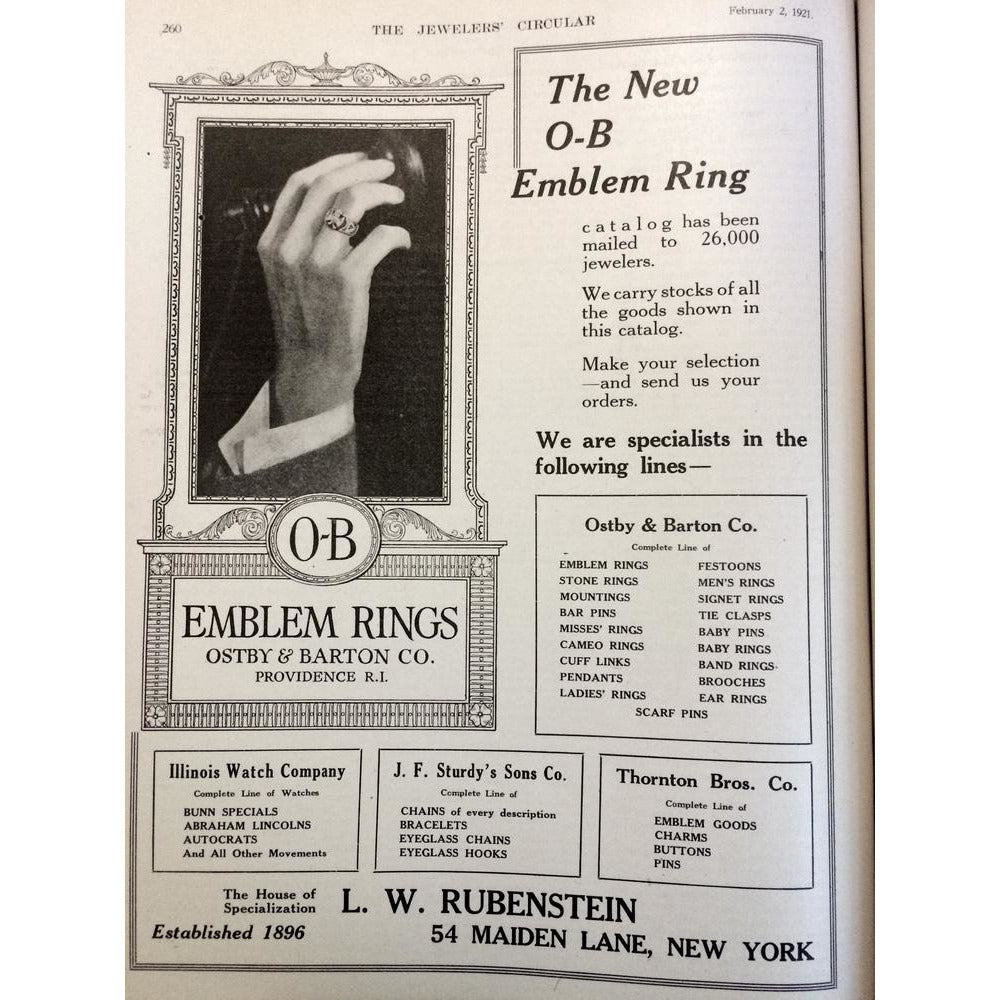 260
THE JEWELERS' CIRCULAR
February 2, 1921.
The New
O-B
Emblem Ring
catalog has been
mailed to 26,000
jewelers.
We carry stocks of all
the goods shown in
this catalog.
Make your selection
—and send us your
orders.
We are specialists in the
following lines—
O-B
EMBLEM RINGS
OSTBY & BARTON CO.
PROVIDENCE R.I.
Ostby & Barton Co.
Complete Line of
EMBLEM RINGS
STONE RINGS
MOUNTINGS
BAR PINS
MISSES' RINGS
CAMEO RINGS
CUFF LINKS
PENDANTS
LADIES' RINGS
FESTOONS
MEN'S RINGS
SIGNET RINGS
TIE CLASPS
BABY PINS
BABY RINGS
BAND RINGS
BROOCHES
EAR RINGS
SCARF PINS
Illinois Watch Company
Complete Line of Watches
BUNN SPECIALS
ABRAHAM LINCOLNS
AUTOCRATS
And All Other Movements
J. F. Sturdy's Sons Co.
Complete Line of
CHAINS of every description
BRACELETS
EYEGLASS CHAINS
EYEGLASS HOOKS
Thornton Bros. Co.
Complete Line of
EMBLEM GOODS
CHARMS
BUTTONS
PINS
The House of
Specialization
L. W. RUBENSTEIN
Established 1896
54 MAIDEN LANE, NEW YORK